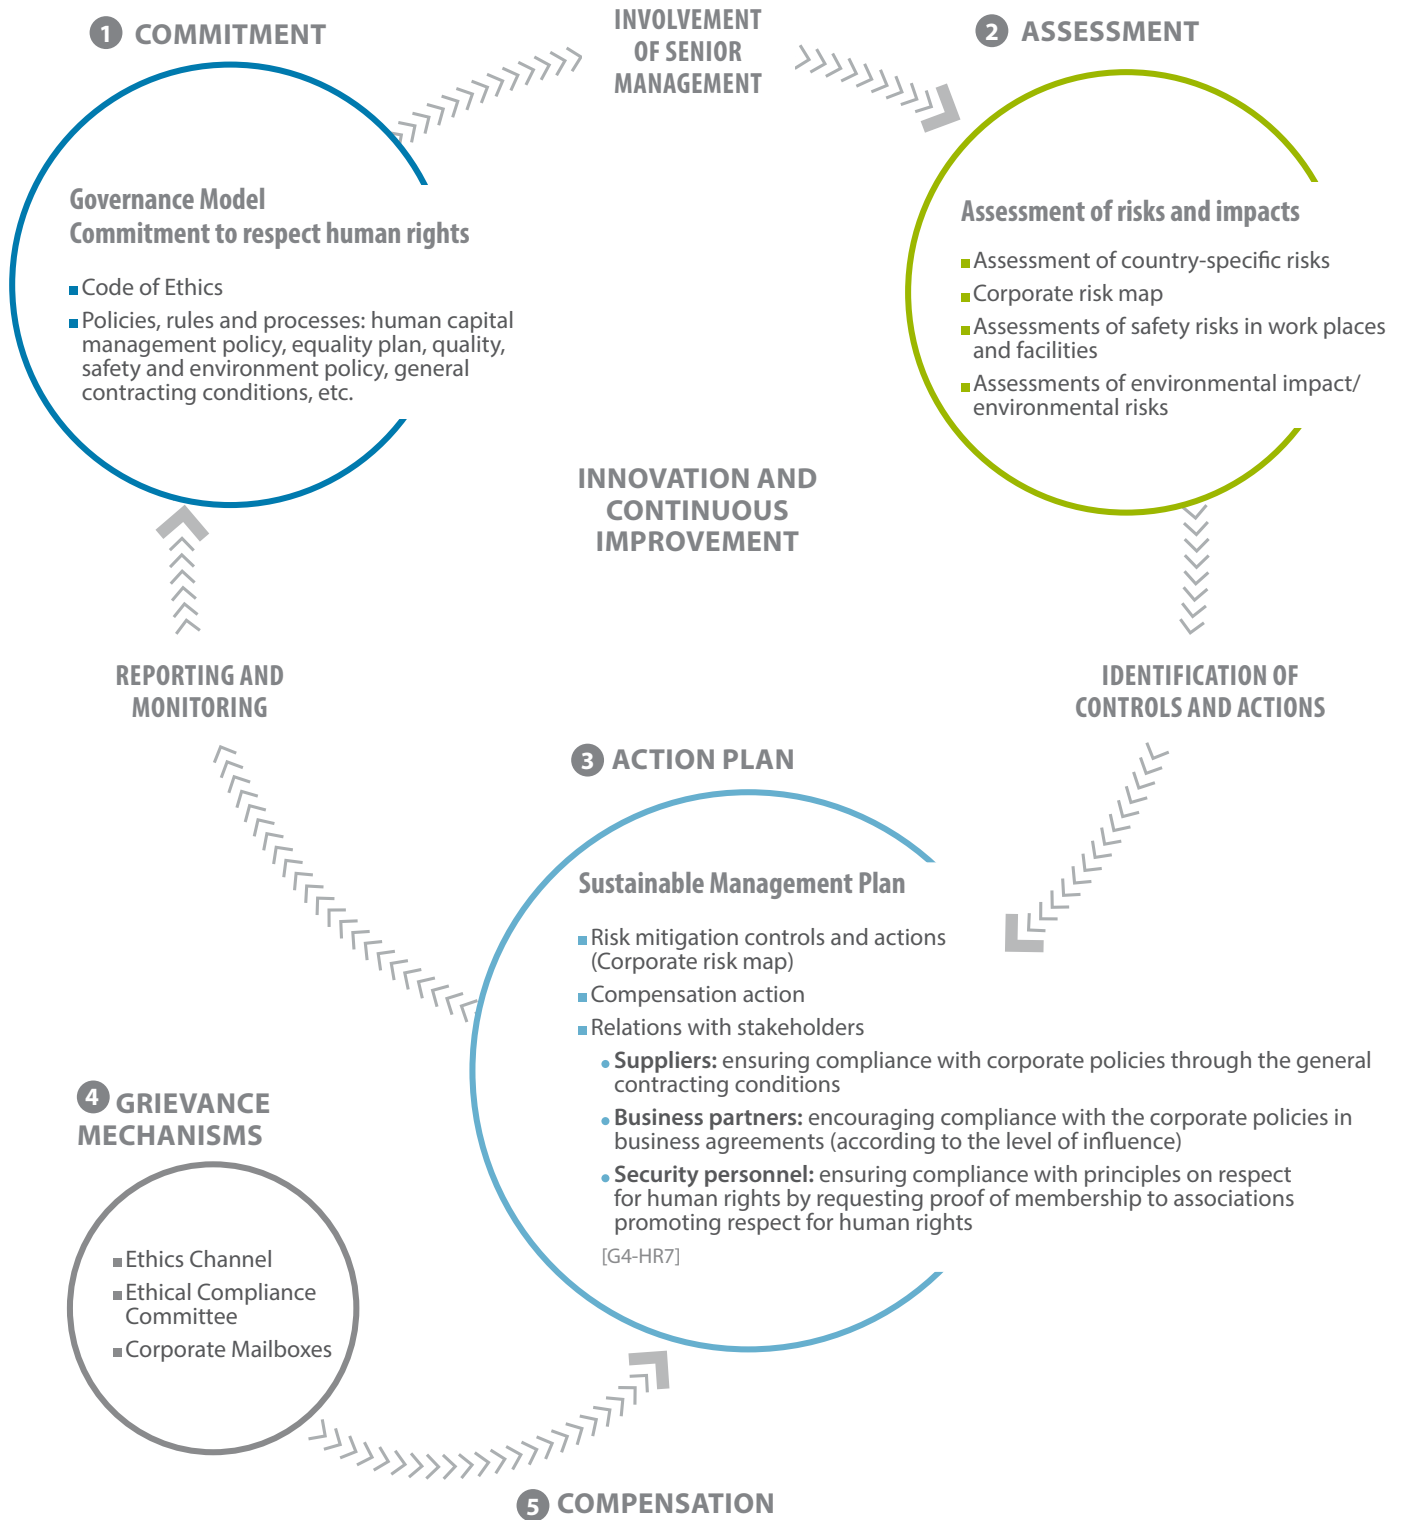 1 COMMITMENT
INVOLVEMENT
OF SENIOR
MANAGEMENT
2 ASSESSMENT
Governance Model
Commitment to respect human rights
■ Code of Ethics
■ Policies, rules and processes: human capital
management policy, equality plan, quality,
safety and environment policy, general
contracting conditions, etc.
Assessment of risks and impacts
■ Assessment of country-specific risks
■ Corporate risk map
■ Assessments of safety risks in work places
and facilities
■ Assessments of environmental impact/
environmental risks
INNOVATION AND
CONTINUOUS
IMPROVEMENT
REPORTING AND
MONITORING
IDENTIFICATION OF
CONTROLS AND ACTIONS
3 ACTION PLAN
Sustainable Management Plan
■ Risk mitigation controls and actions
(Corporate risk map)
■ Compensation action
■ Relations with stakeholders
• Suppliers: ensuring compliance with corporate policies through the general
contracting conditions
• Business partners: encouraging compliance with the corporate policies in
business agreements (according to the level of influence)
• Security personnel: ensuring compliance with principles on respect
for human rights by requesting proof of membership to associations
promoting respect for human rights
[G4-HR7]
4 GRIEVANCE
MECHANISMS
■ Ethics Channel
■ Ethical Compliance
Committee
■ Corporate Mailboxes
5 COMPENSATION